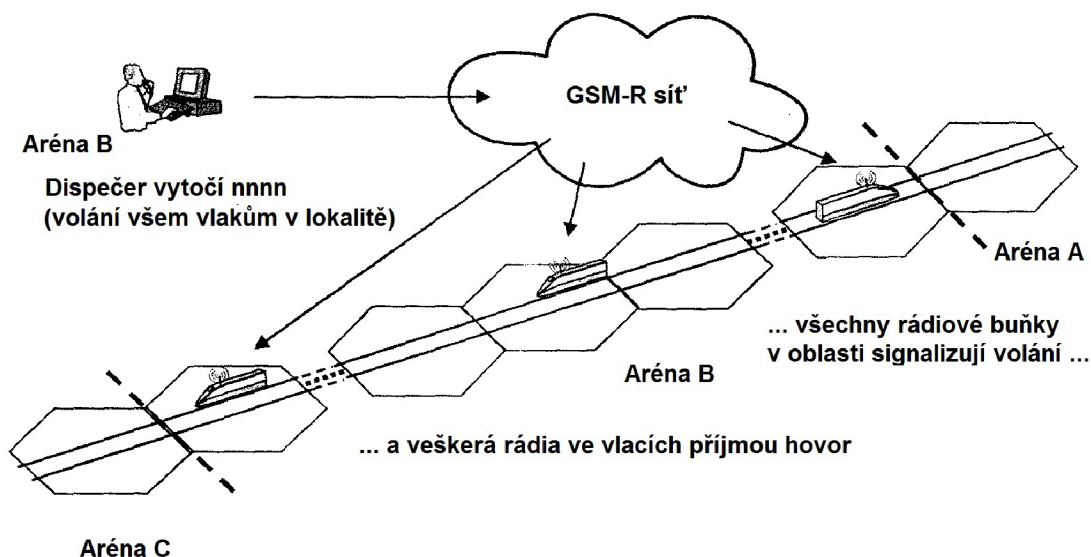 GSM-R síť
Aréna B
Dispečer vytočí nnnn
(volání všem vlakům v lokalitě)
Aréna A
... všechny rádiové buňky
v oblasti signalizují volání ...
Aréna B
... a veškerá rádia ve vlacích příjmou hovor
Aréna C